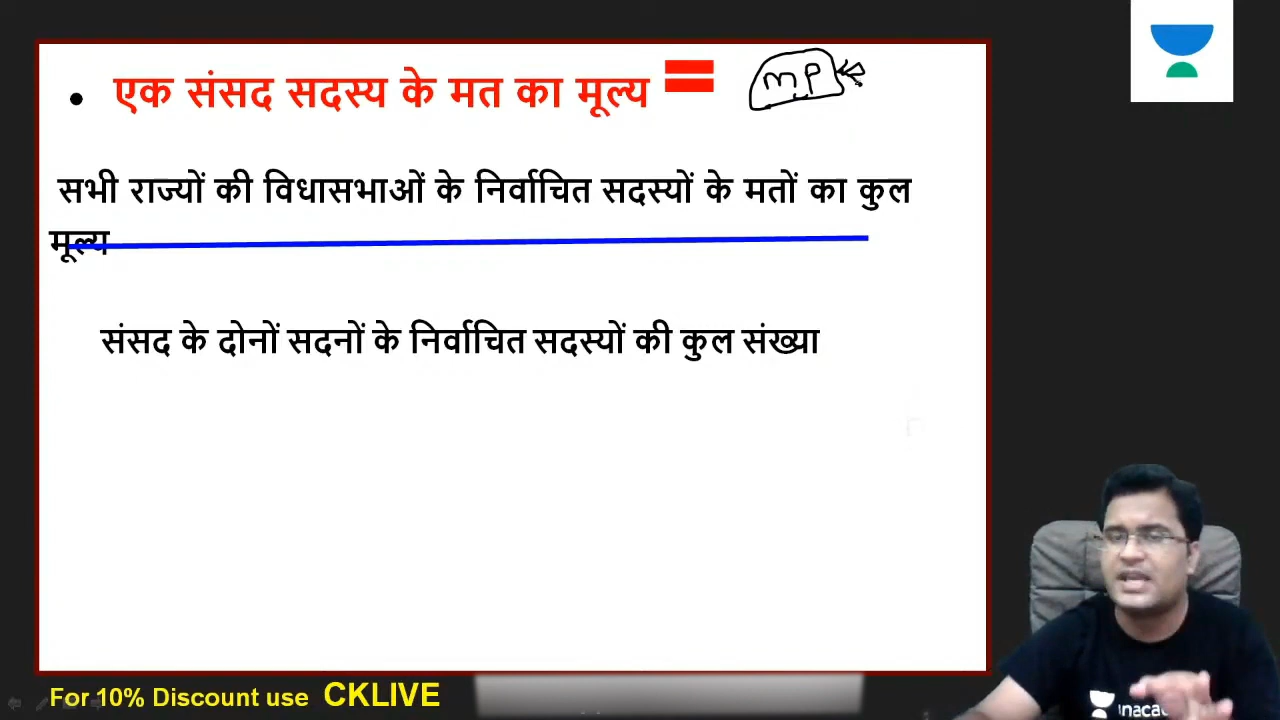 • एक संसद सदस्य के मत का मूल्य =
MP
सभी राज्यों की विधासभाओं के निर्वाचित सदस्यों के मतों का कुल
मूल्य
संसद के दोनों सदनों के निर्वाचित सदस्यों की कुल संख्या
For 10% Discount use CKLIVE